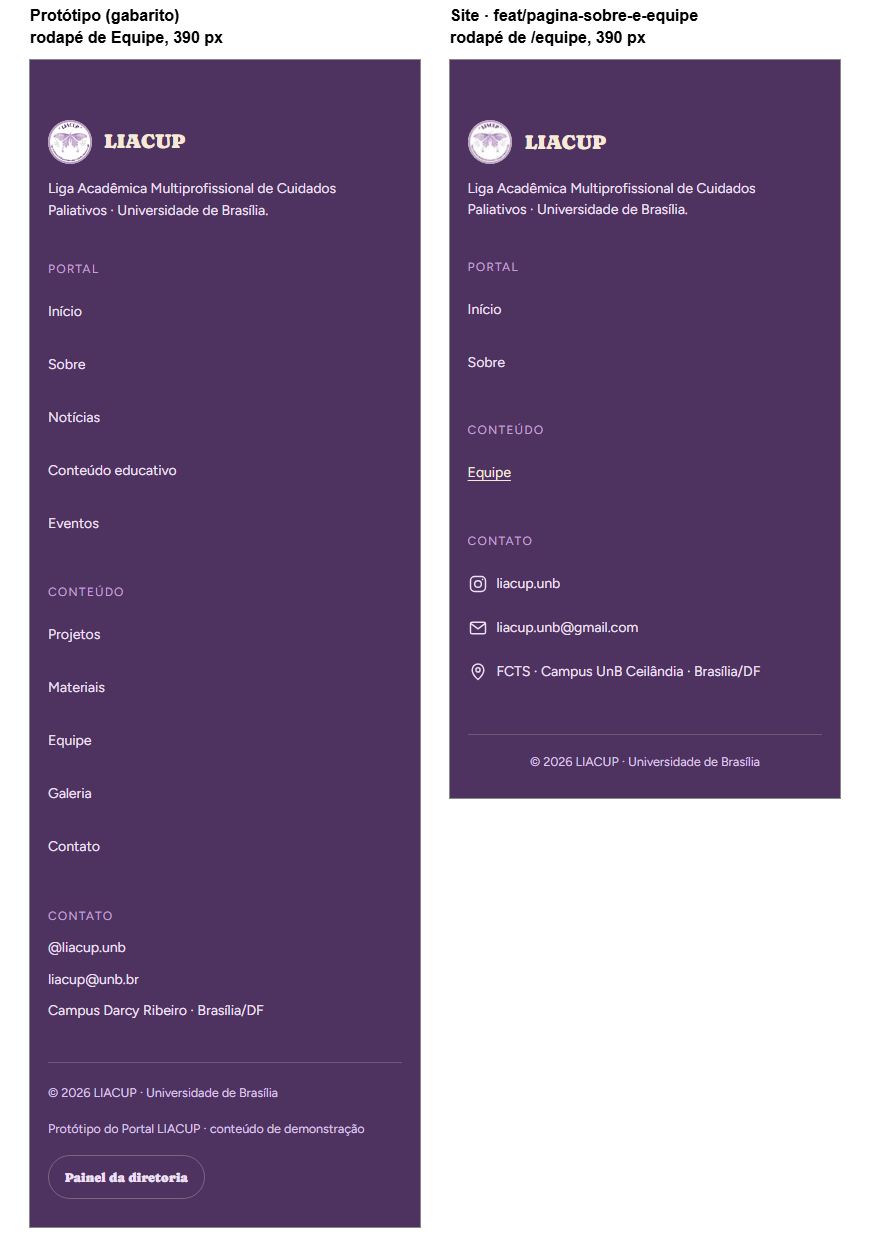 Protótipo (gabarito)
rodapé de Equipe, 390 px
LIACUP
LIACUP
Liga Acadêmica Multiprofissional de Cuidados
Paliativos · Universidade de Brasília.
PORTAL
Início
Sobre
Notícias
Conteúdo educativo
Eventos
CONTEÚDO
Projetos
Materiais
Equipe
Galeria
Contato
CONTATO
@liacup.unb
liacup@unb.br
Campus Darcy Ribeiro · Brasília/DF
© 2026 LIACUP · Universidade de Brasília
Protótipo do Portal LIACUP · conteúdo de demonstração
Painel da diretoria
Site · feat/pagina-sobre-e-equipe
rodapé de /equipe, 390 px
LIACUP
LIACUP
Liga Acadêmica Multiprofissional de Cuidados
Paliativos · Universidade de Brasília.
PORTAL
Início
Sobre
CONTEÚDO
Equipe
CONTATO
liacup.unb
liacup.unb@gmail.com
FCTS · Campus UnB Ceilândia · Brasília/DF
© 2026 LIACUP · Universidade de Brasília